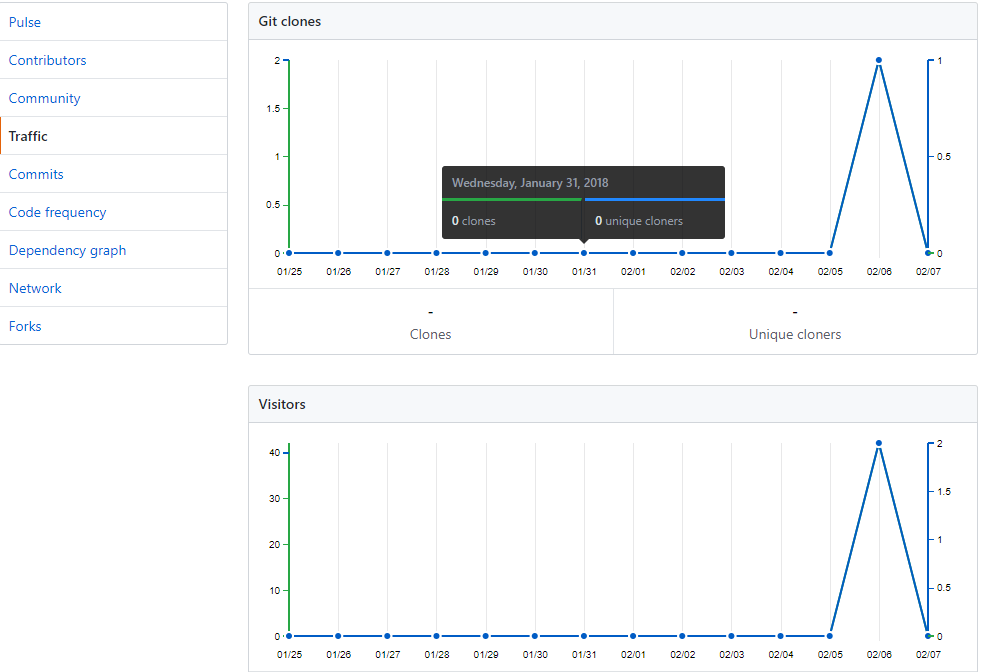 Pulse
Contributors
Community
Traffic
Commits
Code frequency
Dependency graph
Network
Forks
Git clones
2
1.5
1
0.5
0
1
0.5
0
Wednesday, January 31, 2018
0 clones 0 unique cloners
01/25 01/26 01/27 01/28 01/29 01/30 01/31 02/01 02/02 02/03 02/04 02/05 02/06 02/07
- -
Clones Unique cloners
Visitors
40
30
20
10
0
2
1.5
1
0.5
0
01/25 01/26 01/27 01/28 01/29 01/30 01/31 02/01 02/02 02/03 02/04 02/05 02/06 02/07